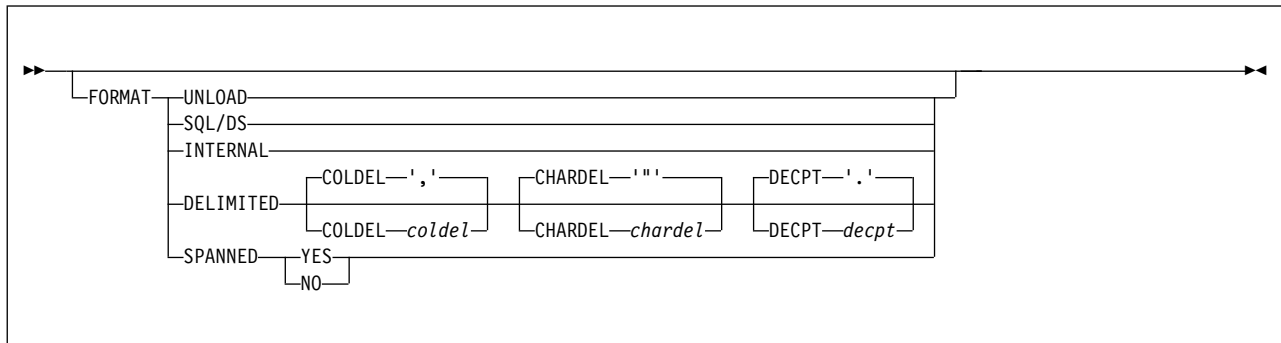 FORMAT UNLOAD
SQL/DS
INTERNAL
COLDEL ',' CHARDEL '"' DECPT '.'
DELIMITED
COLDEL coldel CHARDEL chardel DECPT decpt
SPANNED YES
NO